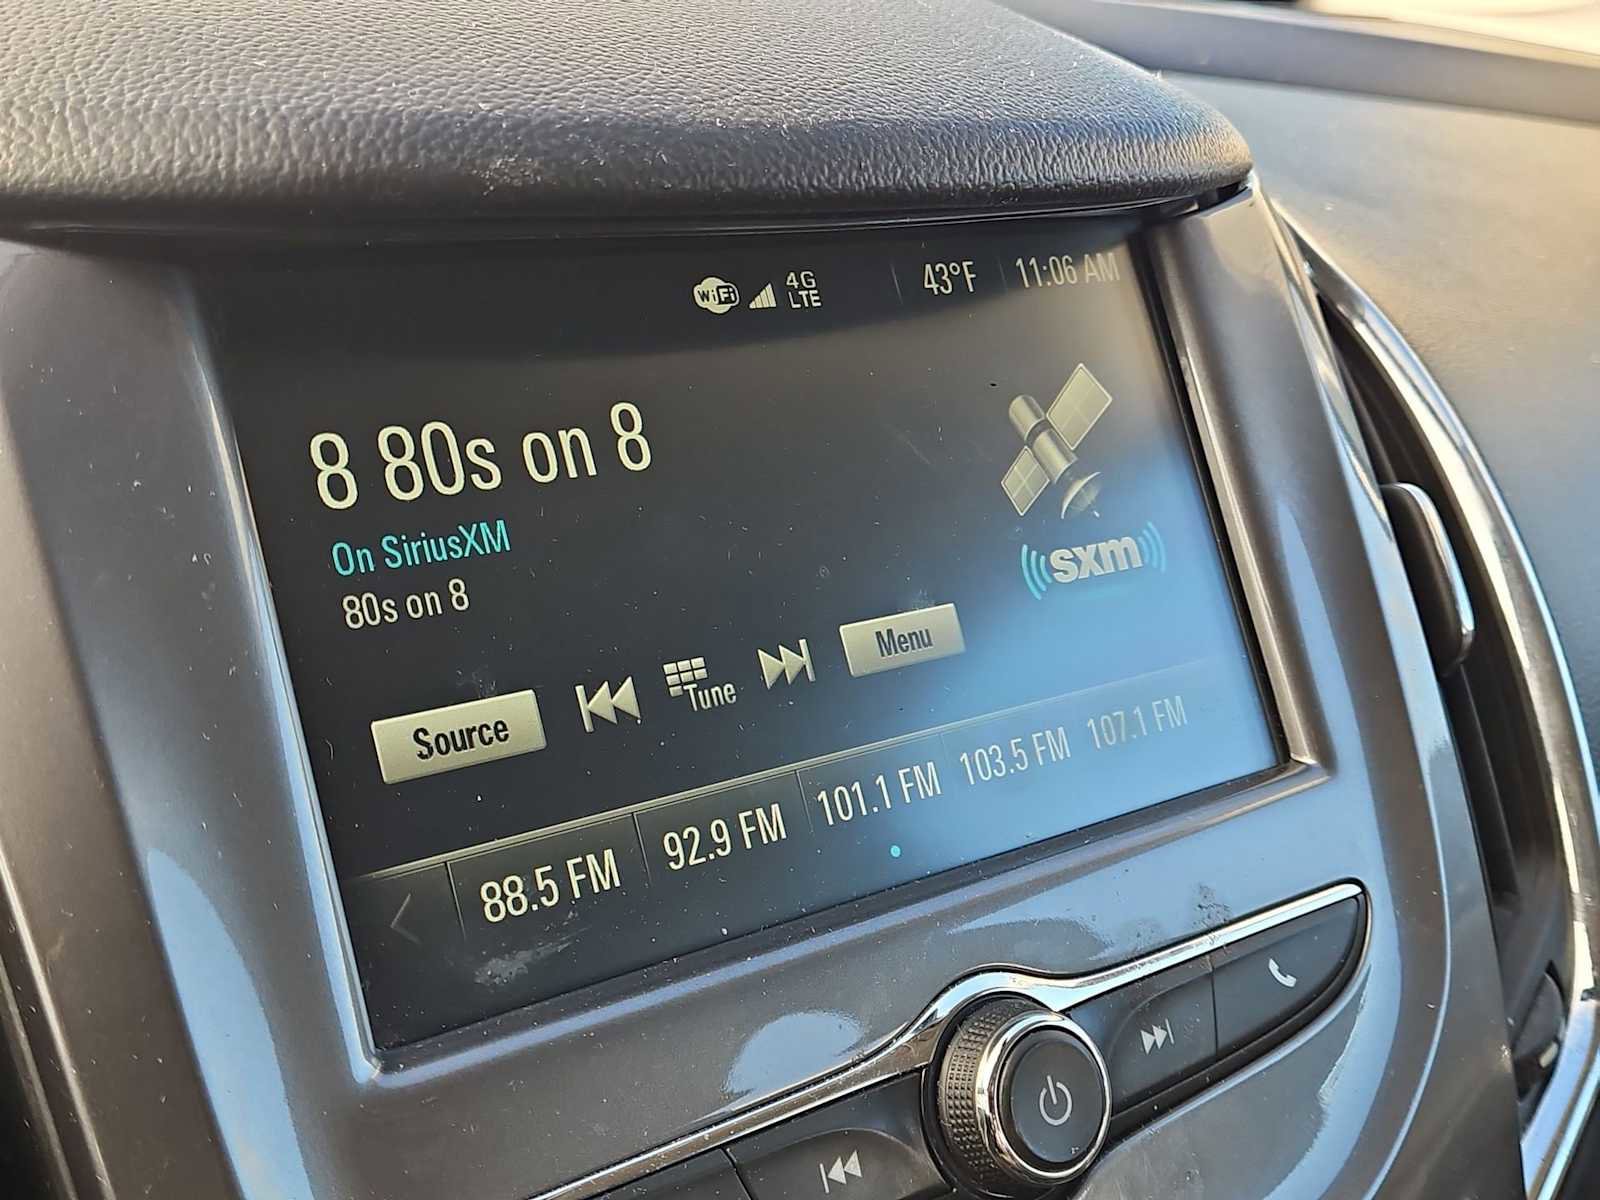 WiFi 4G LTE 43°F 11:06 AM
8 80s on 8
On SiriusXM
80s on 8
sxm
Source Tune Menu
88.5 FM 92.9 FM 101.1 FM 103.5 FM 107.1 FM